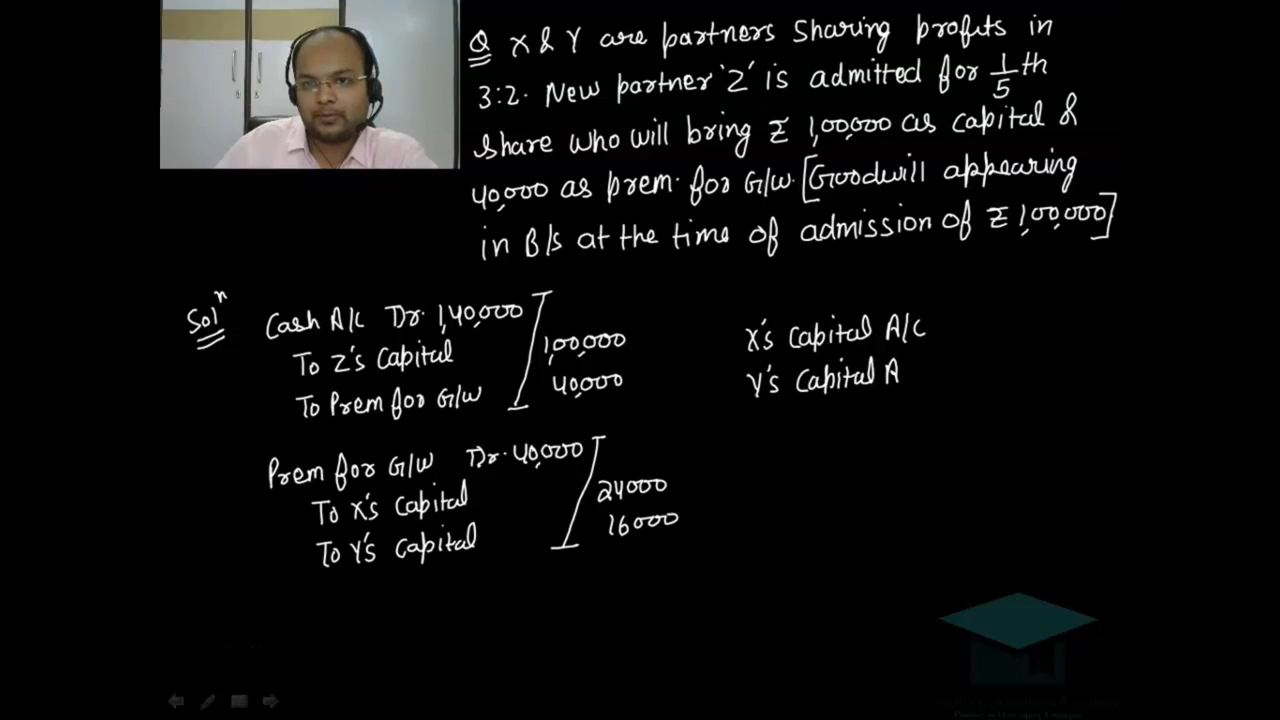 Q X & Y are partners sharing profits in
3:2. New partner 'Z' is admitted for 1/5 th
share who will bring ₹ 1,00,000 as capital &
40,000 as prem. for G/W. [Goodwill appearing
in B/s at the time of admission of ₹ 1,00,000]
Solⁿ
Cash A/c Dr. 1,40,000
To Z's Capital 1,00,000
To Prem for G/W 40,000
Prem for G/W Dr. 40,000
To X's Capital 24000
To Y's Capital 16000
X's Capital A/C
Y's Capital A